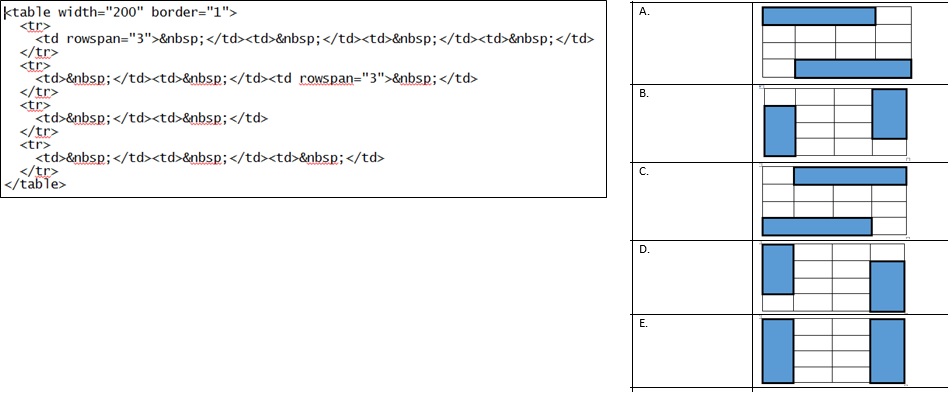 <table width="200" border="1">
<tr>
<td rowspan="3">&nbsp;</td><td>&nbsp;</td><td>&nbsp;</td><td>&nbsp;</td>
</tr>
<tr>
<td>&nbsp;</td><td>&nbsp;</td><td rowspan="3">&nbsp;</td>
</tr>
<tr>
<td>&nbsp;</td><td>&nbsp;</td>
</tr>
<tr>
<td>&nbsp;</td><td>&nbsp;</td><td>&nbsp;</td>
</tr>
</table>
A.
B.
C.
D.
E.